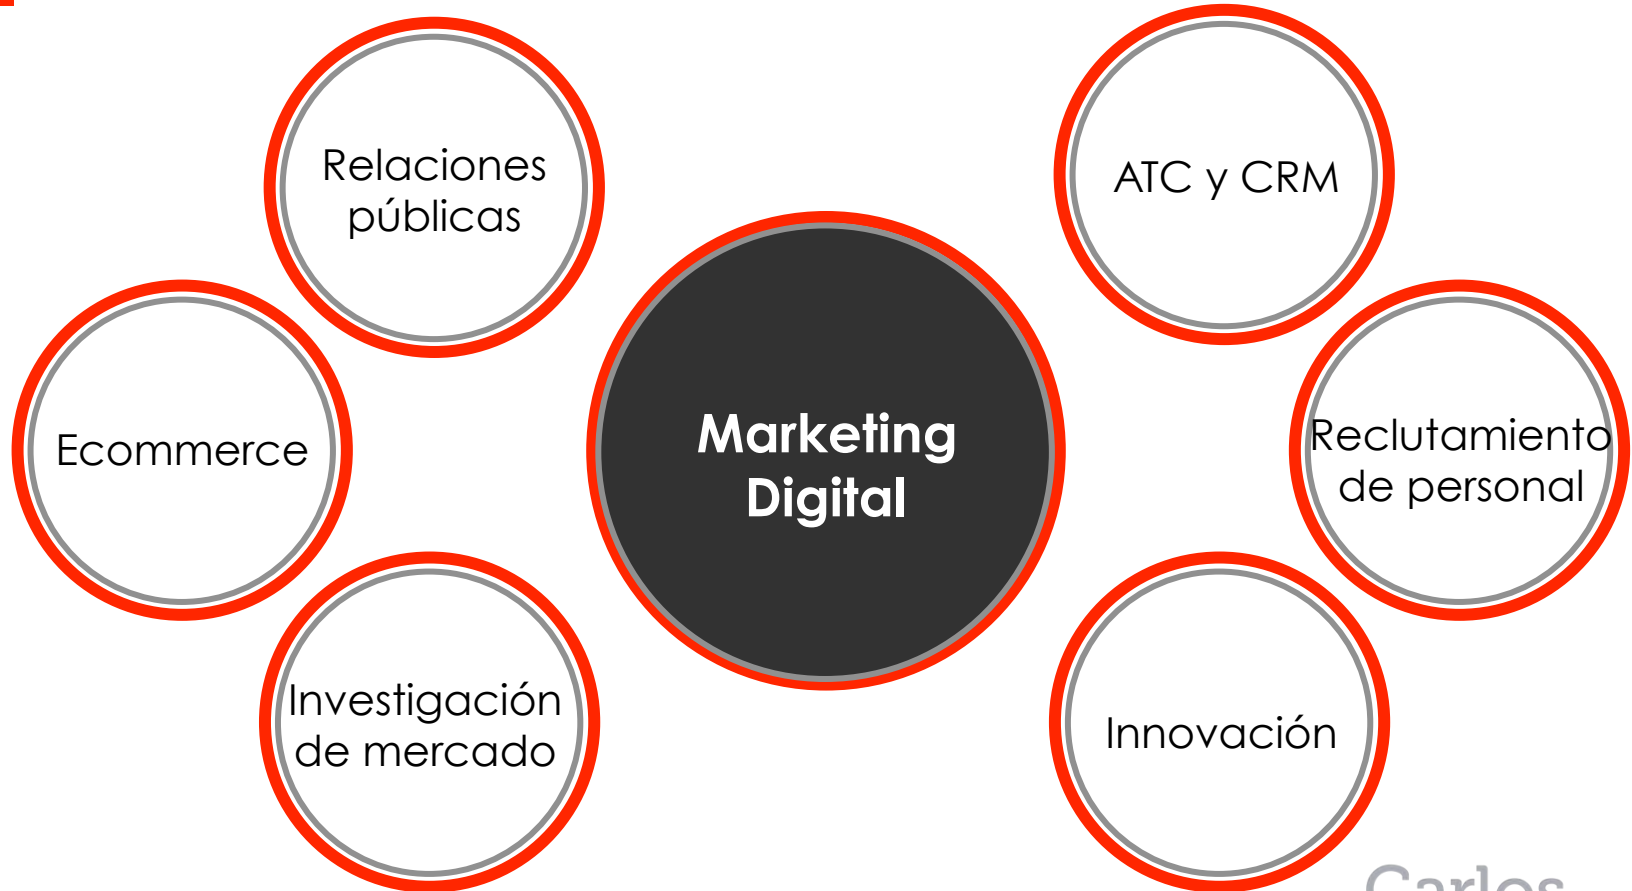 Relaciones
públicas
ATC y CRM
Marketing
Digital
Ecommerce
Reclutamiento
de personal
Investigación
de mercado
Innovación
Carlos